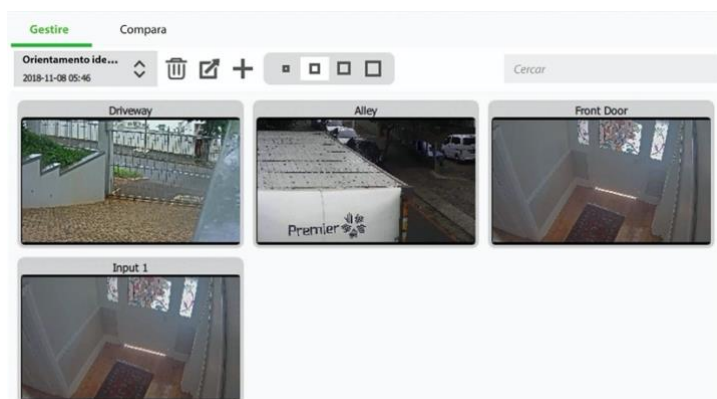 Gestire
Compara
Orientamento ide...
2018-11-08 05:46
Cercar
Driveway
Alley
Front Door
Premier
Input 1